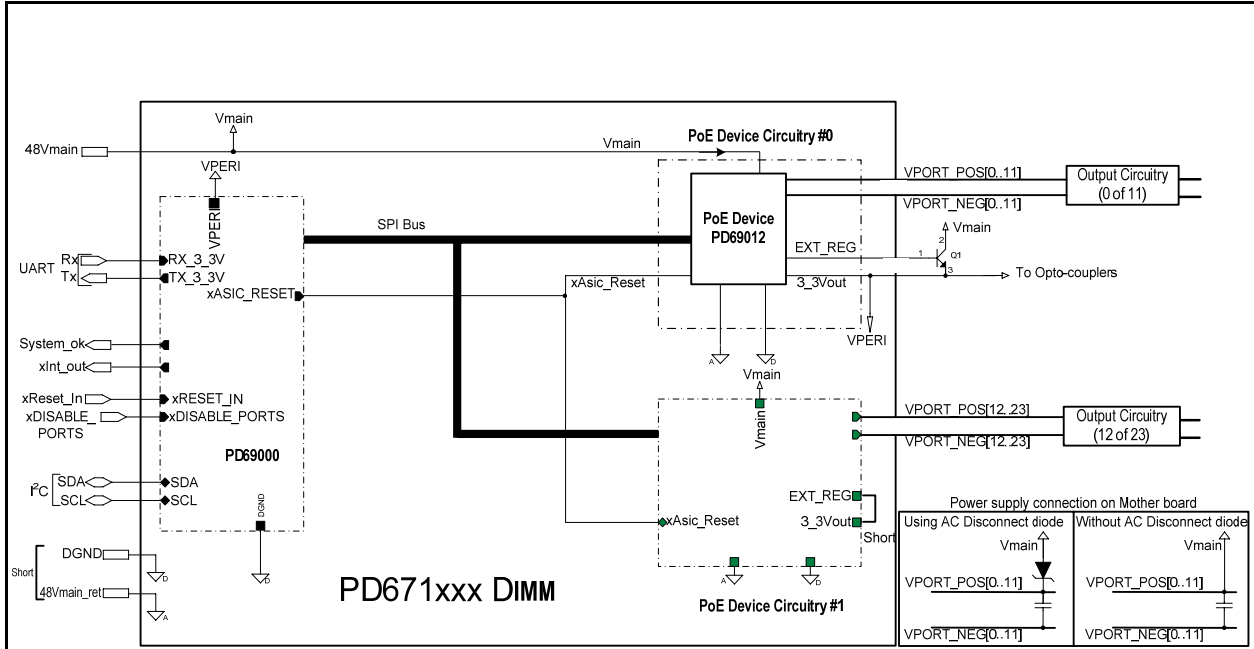 Vmain
48Vmain
Vmain
PoE Device Circuitry #0
VPERI
VPERI
SPI Bus
PoE Device
PD69012
VPORT_POS[0..11]
VPORT_NEG[0..11]
Output Circuitry
(0 of 11)
Vmain
2
EXT_REG
1
Q1
3
UART
Rx
Tx
RX_3_3V
TX_3_3V
xASIC_RESET
xAsic_Reset
3_3Vout
To Opto-couplers
VPERI
A
D
System_ok
xInt_out
xReset_In
xRESET_IN
xDISABLE_
PORTS
xDISABLE_PORTS
PD69000
Vmain
Vmain
VPORT_POS[12..23]
VPORT_NEG[12..23]
Output Circuitry
(12 of 23)
I²C
SDA
SCL
SDA
SCL
DGND
D
EXT_REG
xAsic_Reset
3_3Vout
Short
A
D
PoE Device Circuitry #1
Short
DGND
D
48Vmain_ret
A
PD671xxx DIMM
Power supply connection on Mother board
Using AC Disconnect diode
Without AC Disconnect diode
Vmain
Vmain
VPORT_POS[0..11]
VPORT_POS[0..11]
VPORT_NEG[0..11]
VPORT_NEG[0..11]